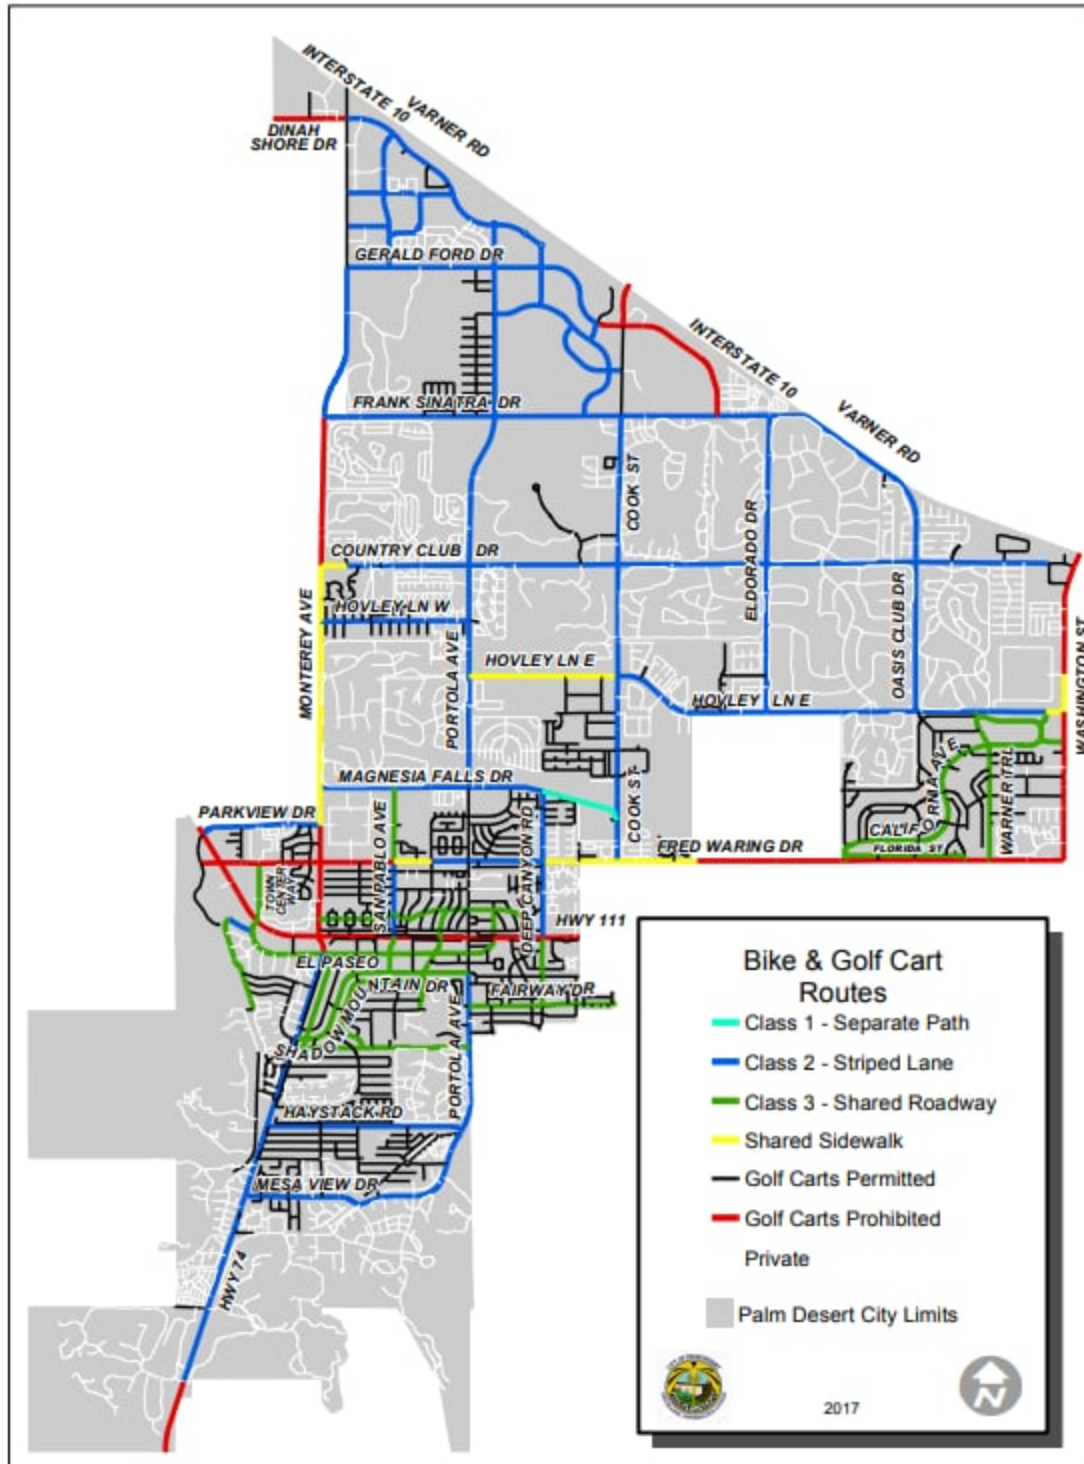 INTERSTATE 10
VARNER RD
DINAH
SHORE DR
GERALD FORD DR
INTERSTATE 10
FRANK SINATRA DR
VARNER RD
COOK ST
ELDORADO DR
COUNTRY CLUB DR
OASIS CLUB DR
HOVLEY LN W
MONTEREY AVE
PORTOLA AVE
HOVLEY LN E
HOVLEY LN E
WASHINGTON ST
MAGNESIA FALLS DR
COOK ST
CALIFORNIA AVE
WARNER TRL
PARKVIEW DR
SAN PABLO AVE
DEEP CANYON RD
FRED WARING DR
FLORIDA ST
TOWN
CENTER
WAY
HWY 111
EL PASEO
SHADOW MOUNTAIN DR
FAIRWAY DR
PORTOLA AVE
HAYSTACK RD
MESA VIEW DR
HWY 74
Bike & Golf Cart
Routes
Class 1 - Separate Path
Class 2 - Striped Lane
Class 3 - Shared Roadway
Shared Sidewalk
Golf Carts Permitted
Golf Carts Prohibited
Private
Palm Desert City Limits
N
2017